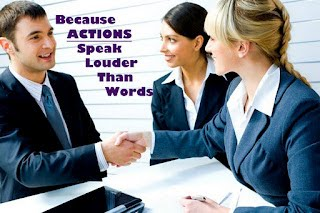 Because
ACTIONS
Speak
Louder
Than
Words